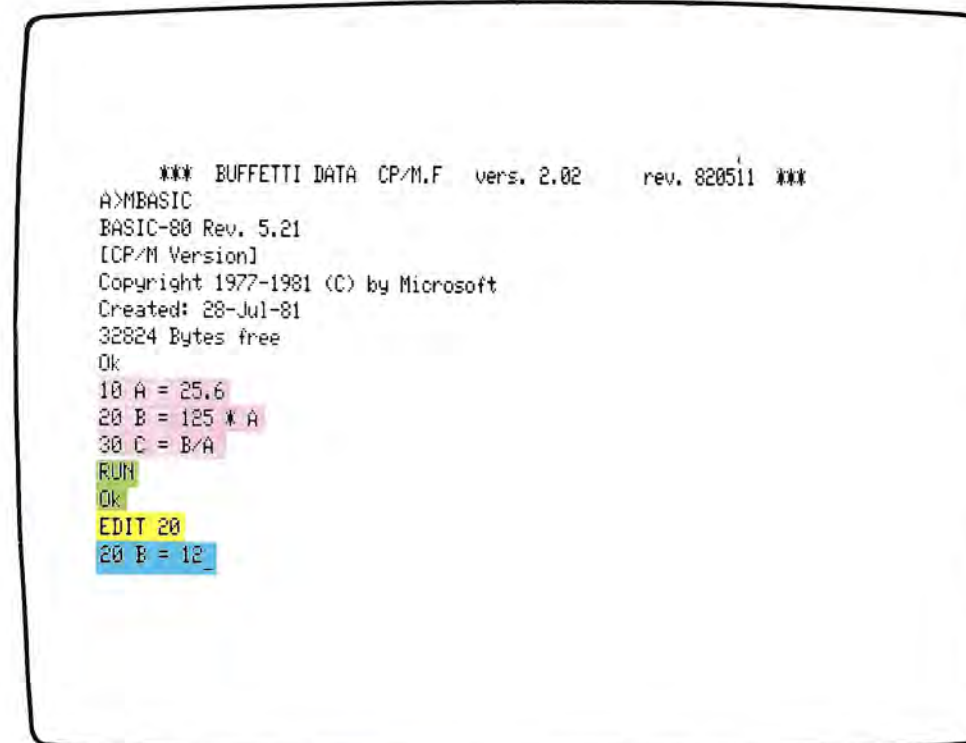 *** BUFFETTI DATA CP/M.F vers. 2.02 rev. 820511 ***
A>MBASIC
BASIC-80 Rev. 5.21
[CP/M Version]
Copyright 1977-1981 (C) by Microsoft
Created: 28-Jul-81
32824 Bytes free
Ok
10 A = 25.6
20 B = 125 * A
30 C = B/A
RUN
Ok
EDIT 20
20 B = 12_